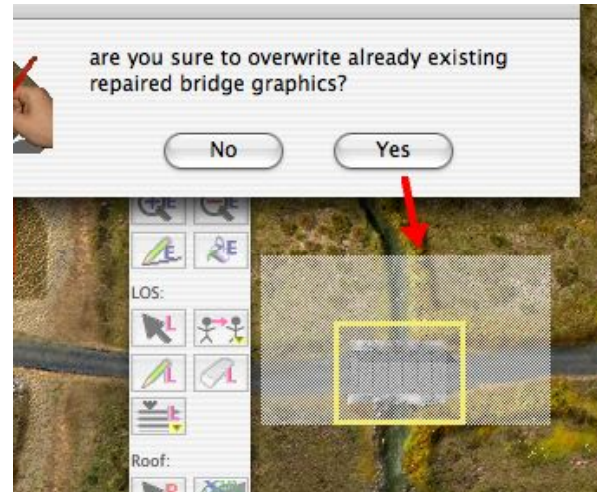 are you sure to overwrite already existing
repaired bridge graphics?
No
Yes
E
E
E
E
LOS:
L
L
L
L
Roof: